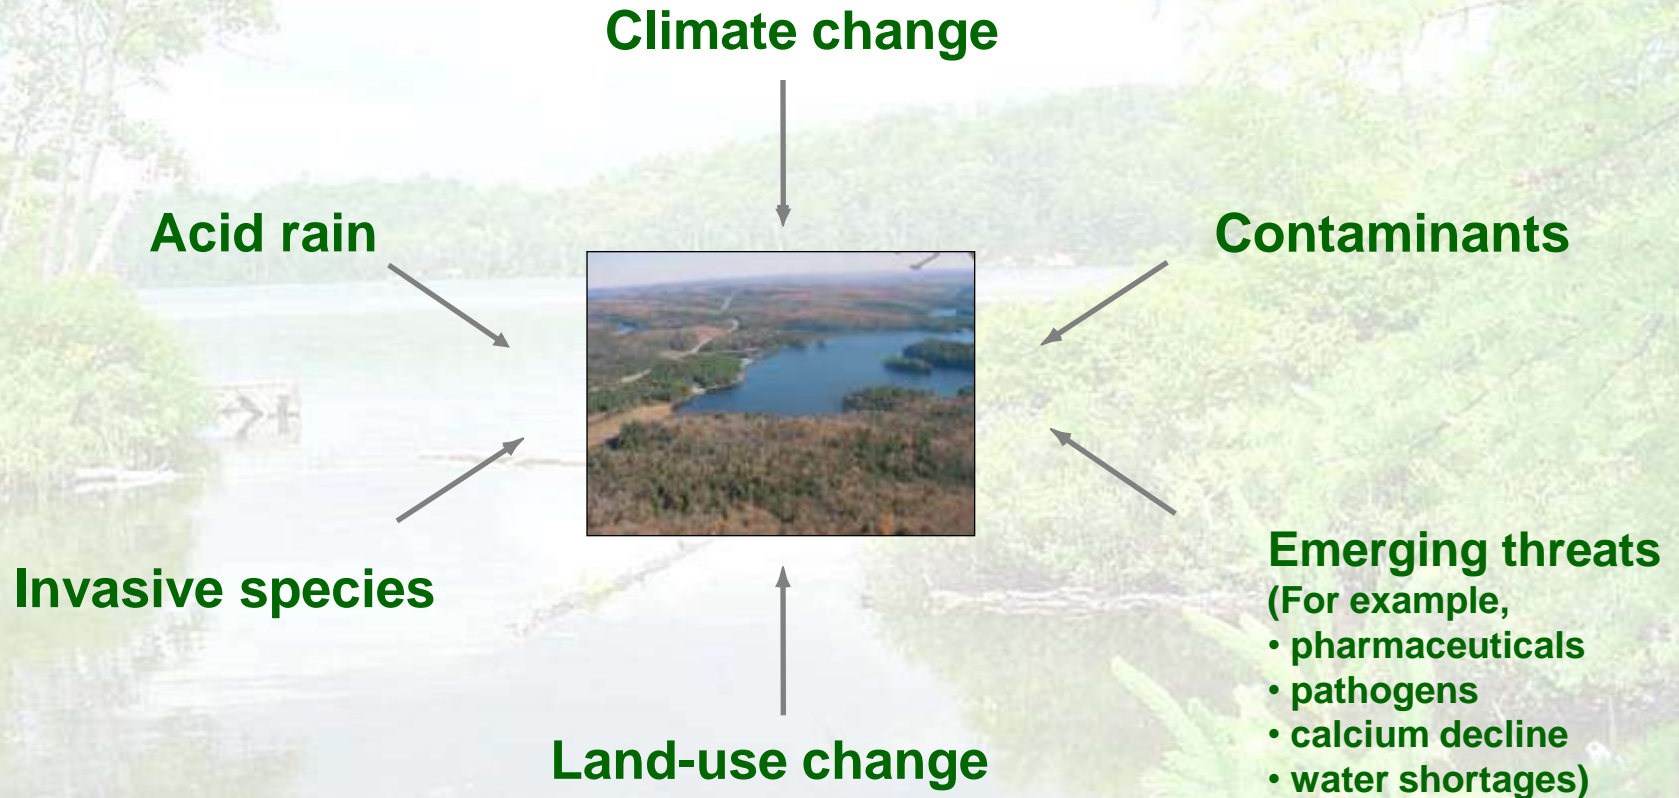 Climate change
Acid rain
Contaminants
Invasive species
Emerging threats
(For example,
• pharmaceuticals
• pathogens
• calcium decline
• water shortages)
Land-use change